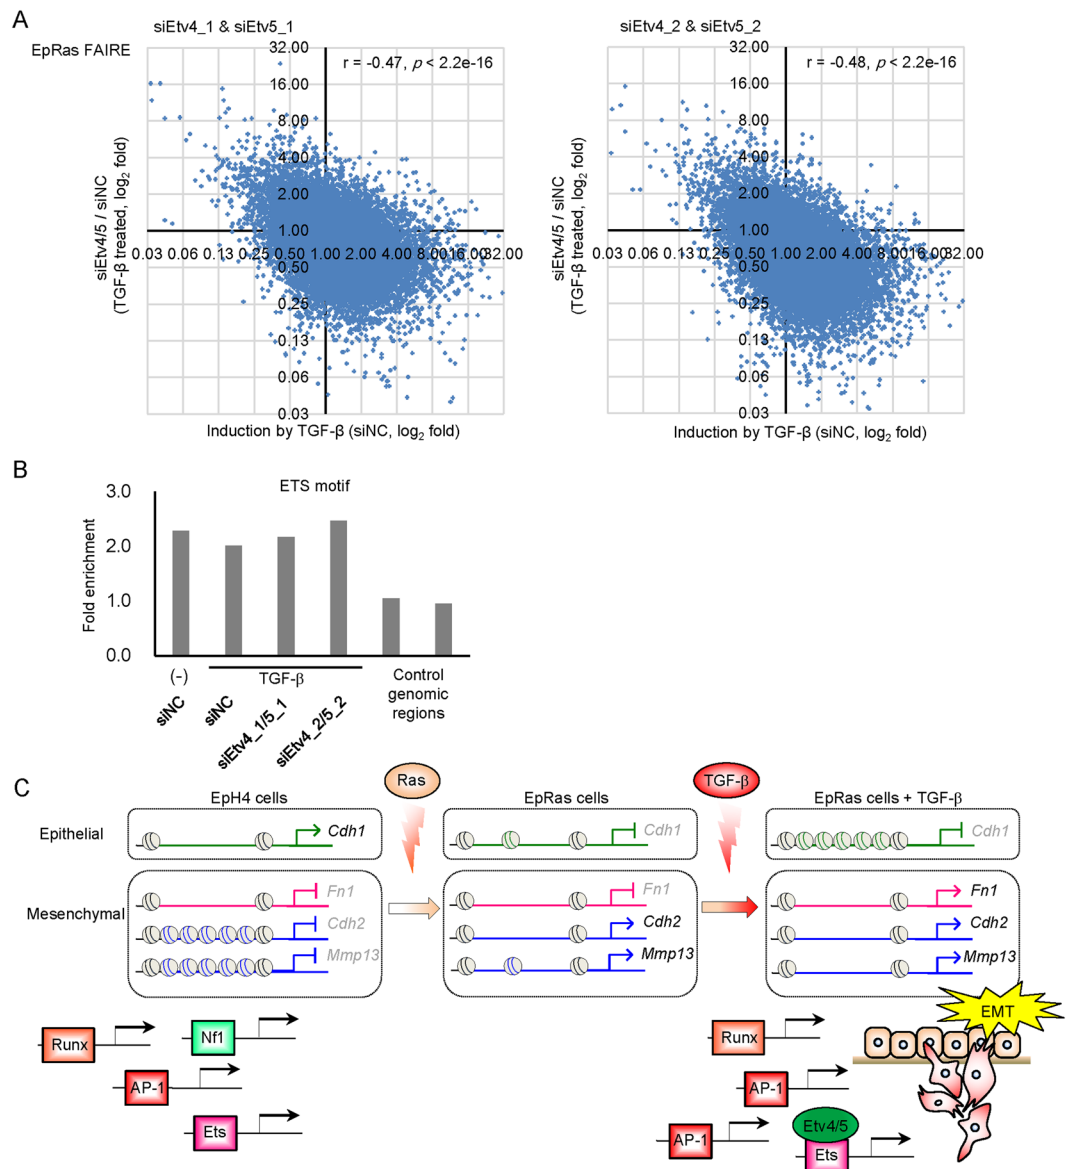 A
siEtv4_1 & siEtv5_1
siEtv4_2 & siEtv5_2
EpRas FAIRE
r = -0.47, p < 2.2e-16
32.00
16.00
8.00
4.00
2.00
1.00
0.50
0.25
0.13
0.06
0.03
0.03 0.06 0.13 0.25 0.50 1.00 2.00 4.00 8.00 16.00 32.00
siEtv4/5 / siNC
(TGF-β treated, log2 fold)
Induction by TGF-β (siNC, log2 fold)
r = -0.48, p < 2.2e-16
32.00
16.00
8.00
4.00
2.00
1.00
0.50
0.25
0.13
0.06
0.03
0.03 0.06 0.13 0.25 0.50 1.00 2.00 4.00 8.00 16.00 32.00
siEtv4/5 / siNC
(TGF-β treated, log2 fold)
Induction by TGF-β (siNC, log2 fold)
B
ETS motif
Fold enrichment
3.0
2.0
1.0
0.0
(-)
TGF-β
Control
genomic
regions
siNC
siNC
siEtv4_1/5_1
siEtv4_2/5_2
C
Ras
TGF-β
EpH4 cells
EpRas cells
EpRas cells + TGF-β
Epithelial
Cdh1
Cdh1
Cdh1
Mesenchymal
Fn1
Cdh2
Mmp13
Fn1
Cdh2
Mmp13
Fn1
Cdh2
Mmp13
Runx
Nf1
AP-1
Ets
Runx
AP-1
AP-1
Etv4/5
Ets
EMT